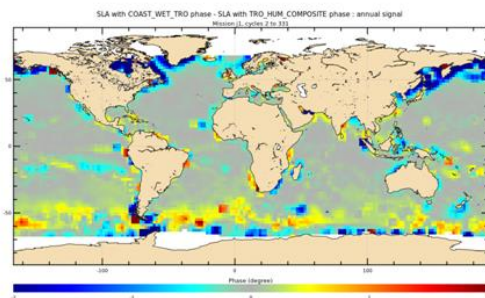 SLA with COAST_WET_TRO phase - SLA with TRO_HUM_COMPOSITE phase : annual signal
Mission j1, cycles 2 to 331
50
0
-50
-100
0
100
Phase (degree)